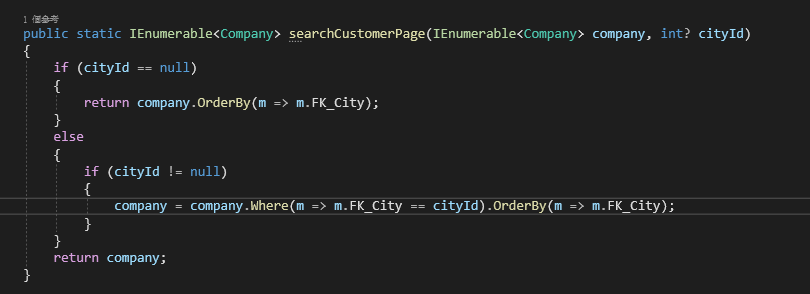 1 個參考
public static IEnumerable<Company> searchCustomerPage(IEnumerable<Company> company, int? cityId)
{
if (cityId == null)
{
return company.OrderBy(m => m.FK_City);
}
else
{
if (cityId != null)
{
company = company.Where(m => m.FK_City == cityId).OrderBy(m => m.FK_City);
}
}
return company;
}